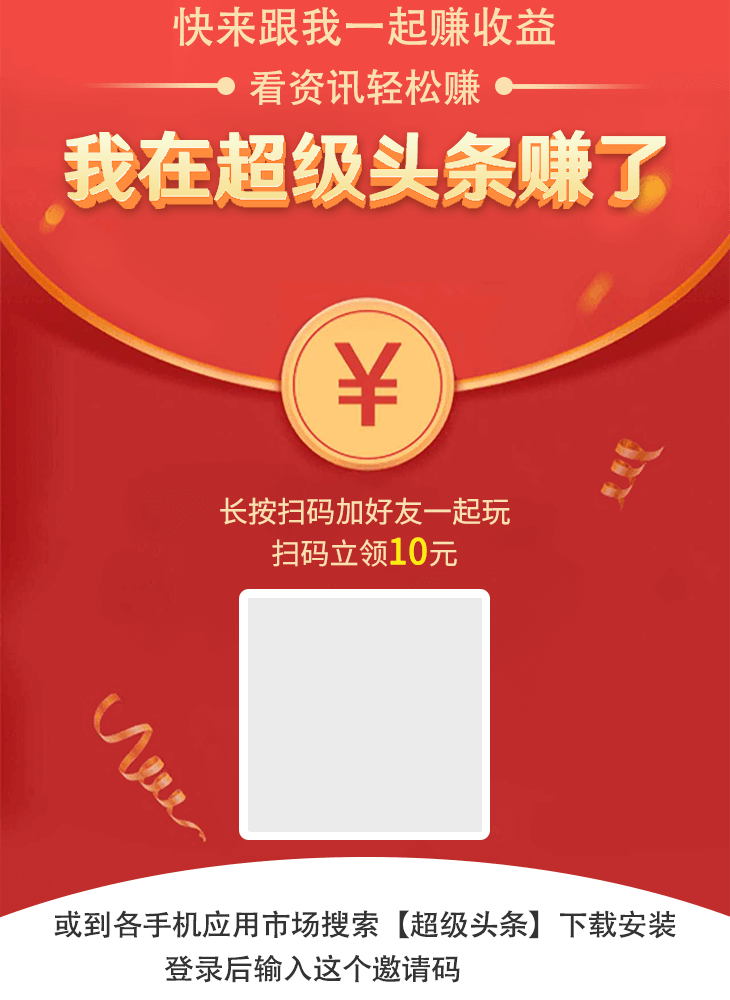 快来跟我一起赚收益
看资讯轻松赚
我在超级头条赚了
¥
长按扫码加好友一起玩
扫码立领10元
或到各手机应用市场搜索【超级头条】下载安装
登录后输入这个邀请码